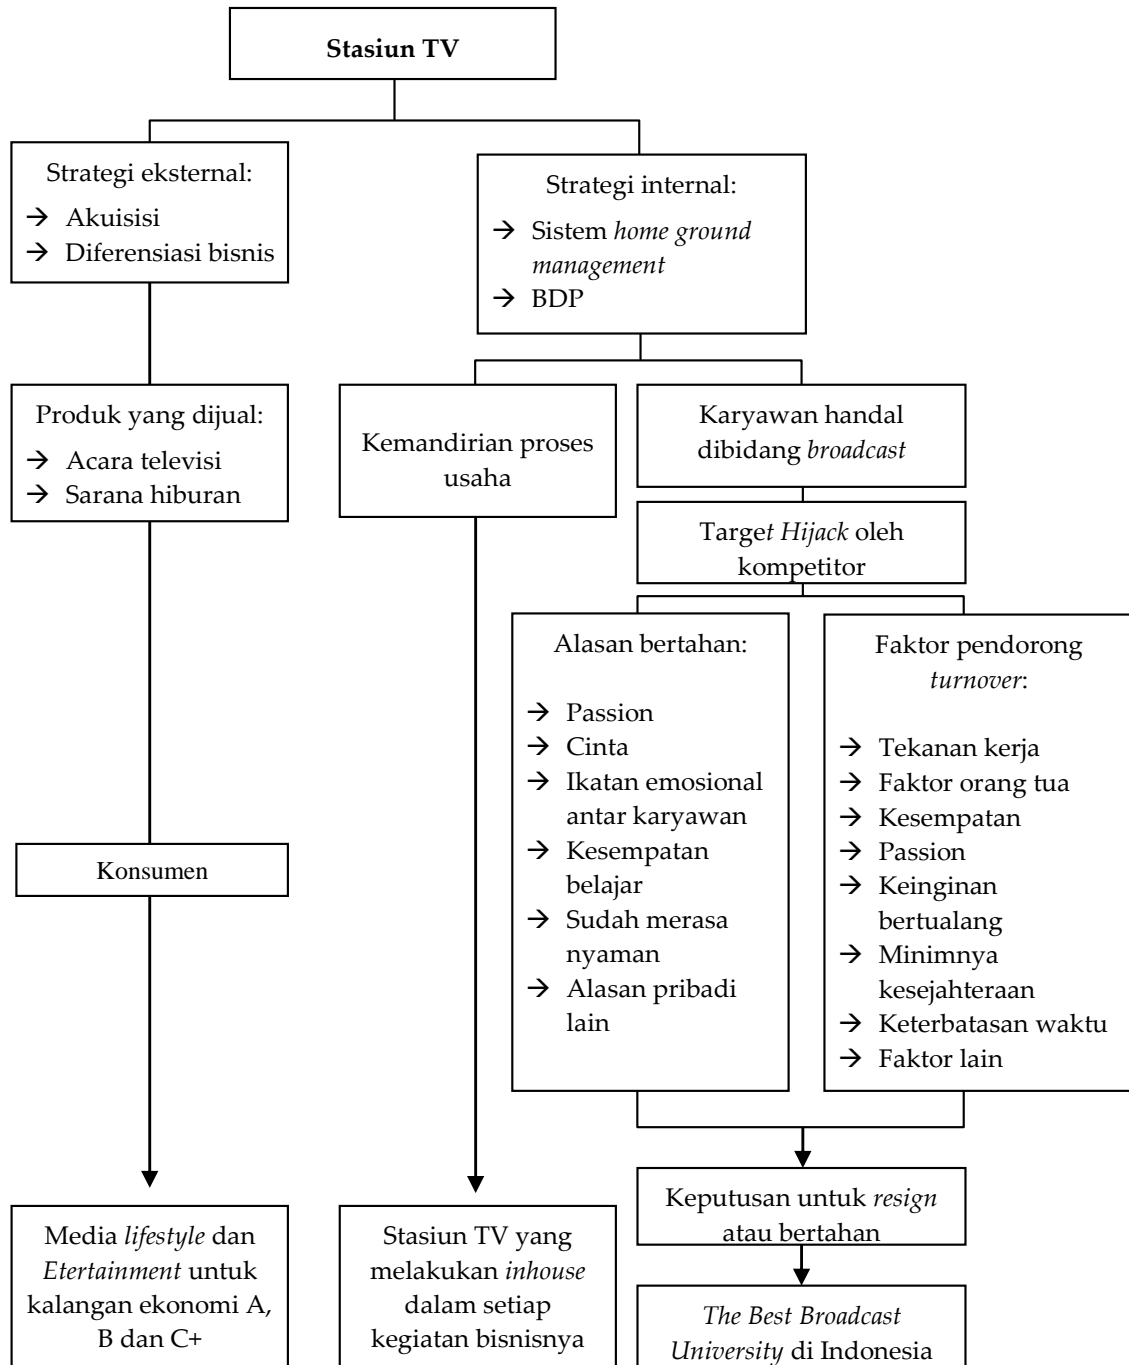 Stasiun TV
Strategi eksternal:
→ Akuisisi
→ Diferensiasi bisnis
Strategi internal:
→ Sistem home ground
management
→ BDP
Produk yang dijual:
→ Acara televisi
→ Sarana hiburan
Kemandirian proses
usaha
Karyawan handal
dibidang broadcast
Target Hijack oleh
kompetitor
Alasan bertahan:
→ Passion
→ Cinta
→ Ikatan emosional
antar karyawan
→ Kesempatan
belajar
→ Sudah merasa
nyaman
→ Alasan pribadi
lain
Faktor pendorong
turnover:
→ Tekanan kerja
→ Faktor orang tua
→ Kesempatan
→ Passion
→ Keinginan
bertualang
→ Minimnya
kesejahteraan
→ Keterbatasan waktu
→ Faktor lain
Konsumen
Keputusan untuk resign
atau bertahan
Media lifestyle dan
Etertainment untuk
kalangan ekonomi A,
B dan C+
Stasiun TV yang
melakukan inhouse
dalam setiap
kegiatan bisnisnya
The Best Broadcast
University di Indonesia